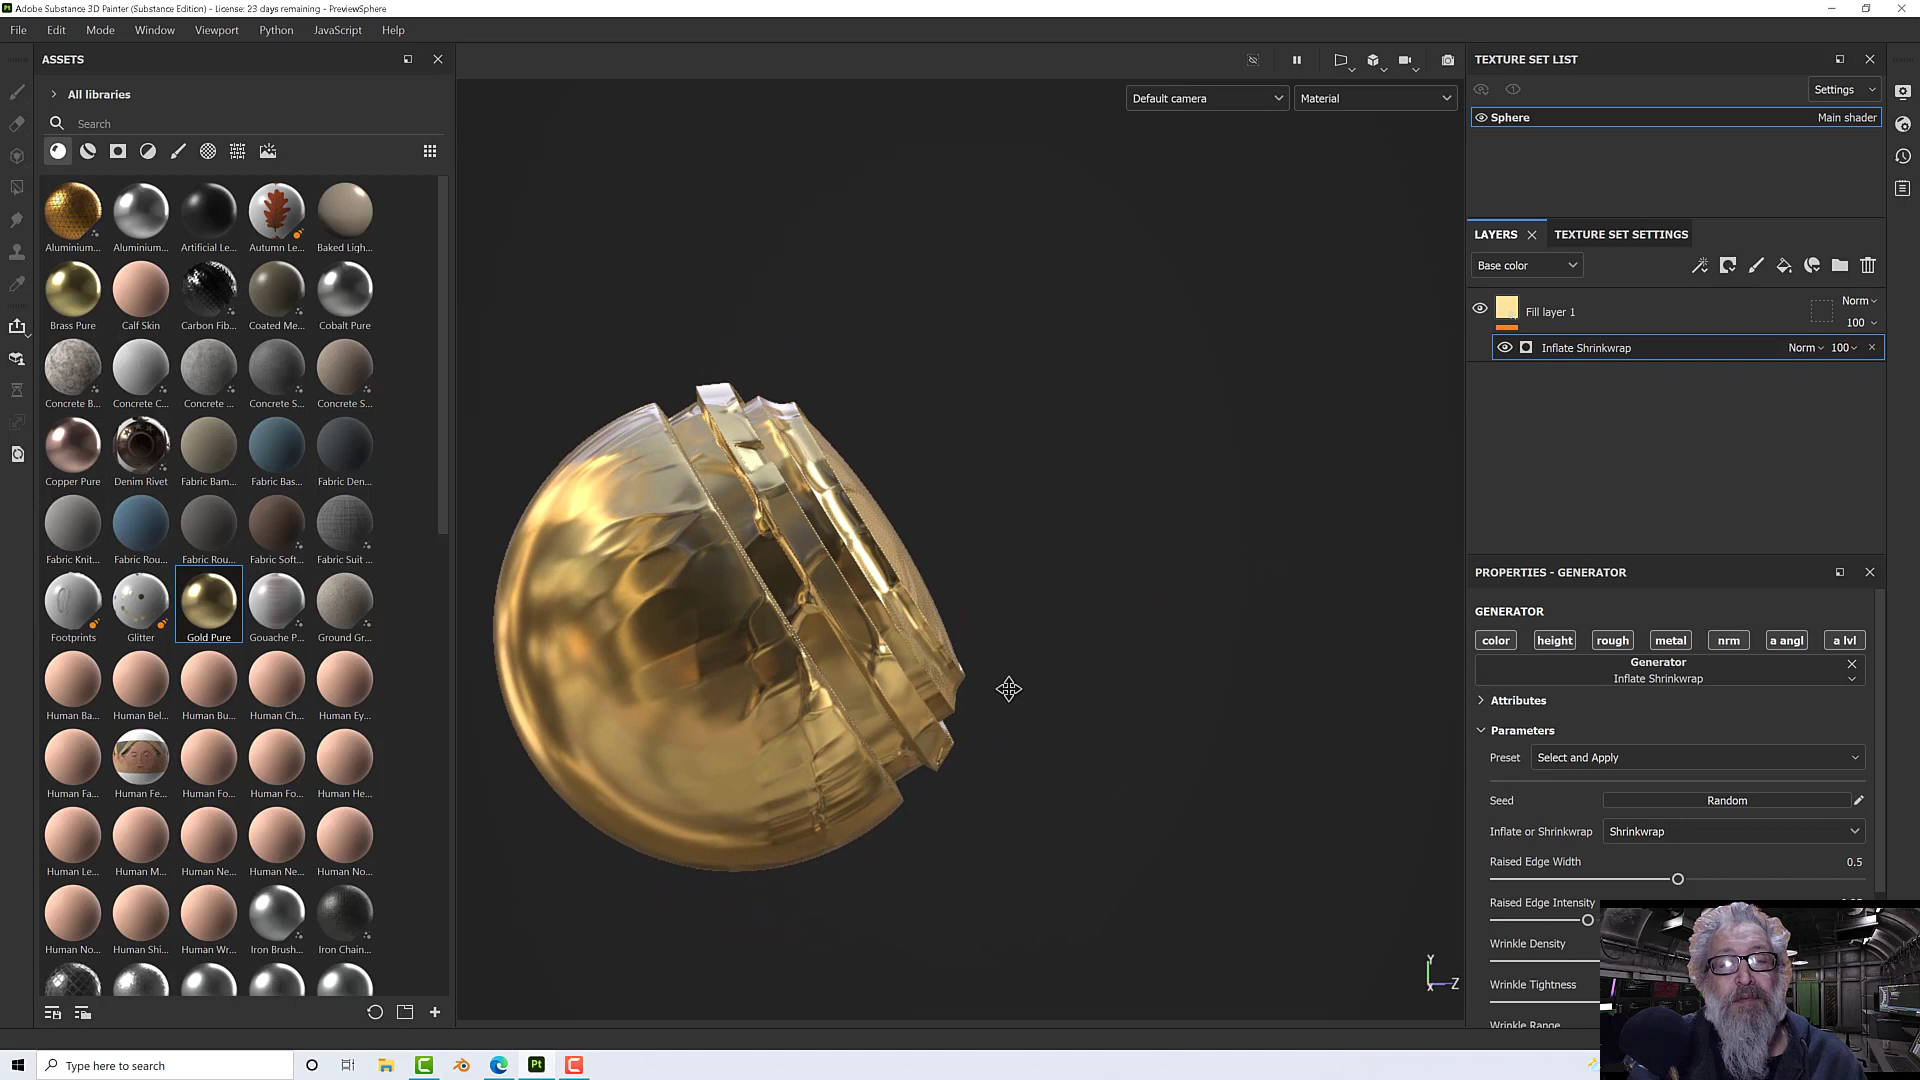 Pt Adobe Substance 3D Painter (Substance Edition) - License: 23 days remaining - PreviewSphere
File Edit Mode Window Viewport Python JavaScript Help
ASSETS
All libraries
Search
Aluminium... Aluminium... Artificial Le... Autumn Le... Baked Ligh...
Brass Pure Calf Skin Carbon Fib... Coated Me... Cobalt Pure
Concrete B... Concrete C... Concrete ... Concrete S... Concrete S...
Copper Pure Denim Rivet Fabric Bam... Fabric Bas... Fabric Den...
Fabric Knit... Fabric Rou... Fabric Rou... Fabric Soft... Fabric Suit ...
Footprints Glitter Gold Pure Gouache P... Ground Gr...
Human Ba... Human Bel... Human Bu... Human Ch... Human Ey...
Human Fa... Human Fe... Human Fo... Human Fo... Human He...
Human Le... Human M... Human Ne... Human Ne... Human No...
Human No... Human Shi... Human Wr... Iron Brush... Iron Chain...
Default camera Material
Y
X Z
TEXTURE SET LIST
Settings
Sphere Main shader
LAYERS TEXTURE SET SETTINGS
Base color
Fill layer 1 Norm
100
Inflate Shrinkwrap Norm 100
PROPERTIES - GENERATOR
GENERATOR
color height rough metal nrm a angl a lvl
Generator
Inflate Shrinkwrap
Attributes
Parameters
Preset Select and Apply
Seed Random
Inflate or Shrinkwrap Shrinkwrap
Raised Edge Width 0.5
Raised Edge Intensity
Wrinkle Density
Wrinkle Tightness
Wrinkle Range
Type here to search Pt